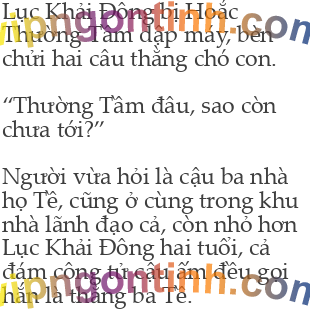 Lục Khải Đông bị Hoắc
Thường Tầm dập máy, bèn
chửi hai câu thằng chó con.
“Thường Tầm đâu, sao còn
chưa tới?”
Người vừa hỏi là cậu ba nhà
họ Tề, cũng ở cùng trong khu
nhà lãnh đạo cả, còn nhỏ hơn
Lục Khải Đông hai tuổi, cả
đám công tử cậu ấm đều gọi
hắn là thằng ba Tề.
vipngontinh.com
vipngontinh.com